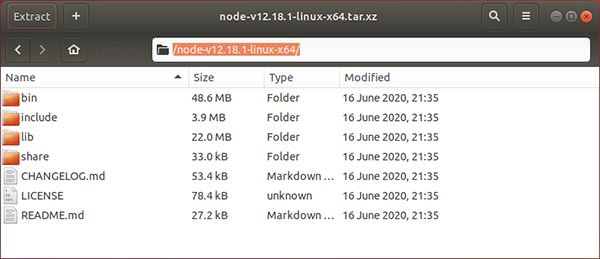 Extract + node-v12.18.1-linux-x64.tar.xz
/node-v12.18.1-linux-x64/
Name Size Type Modified
bin 48.6 MB Folder 16 June 2020, 21:35
include 3.9 MB Folder 16 June 2020, 21:35
lib 22.0 MB Folder 16 June 2020, 21:35
share 33.0 kB Folder 16 June 2020, 21:35
CHANGELOG.md 53.4 kB Markdown ... 16 June 2020, 21:35
LICENSE 78.4 kB unknown 16 June 2020, 21:35
README.md 27.2 kB Markdown ... 16 June 2020, 21:35